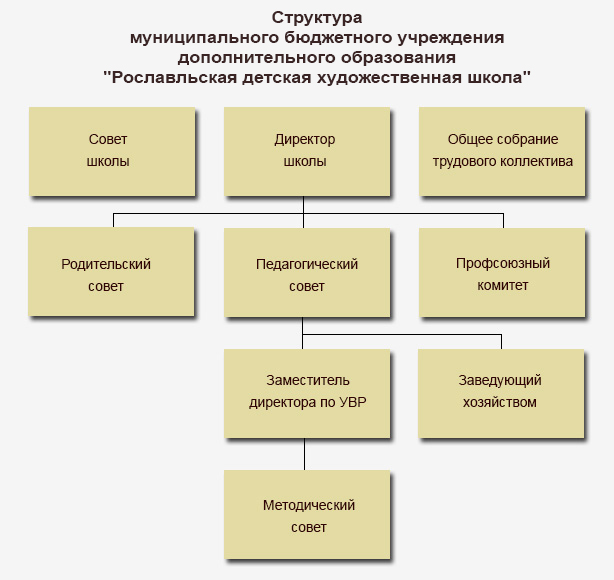 Структура
муниципального бюджетного учреждения
дополнительного образования
"Рославльская детская художественная школа"
Совет
школы
Директор
школы
Общее собрание
трудового коллектива
Родительский
совет
Педагогический
совет
Профсоюзный
комитет
Заместитель
директора по УВР
Заведующий
хозяйством
Методический
совет